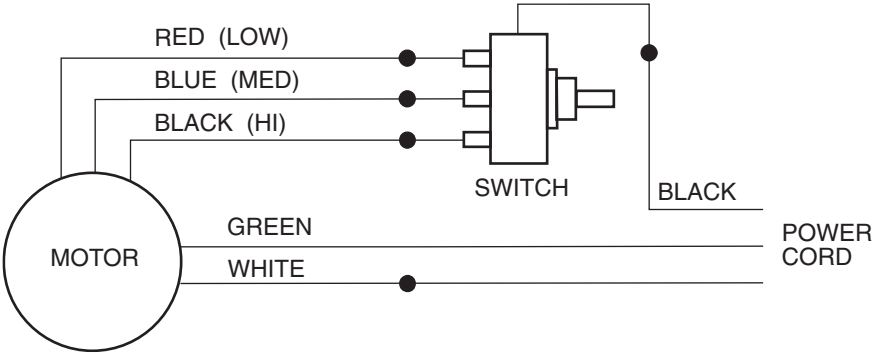 RED (LOW)
BLUE (MED)
BLACK (HI)
SWITCH
BLACK
GREEN
MOTOR
WHITE
POWER
CORD